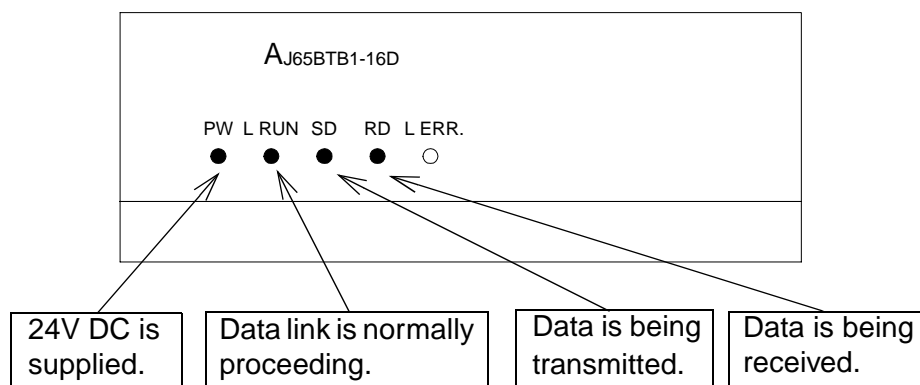 AJ65BTB1-16D
PW L RUN SD RD L ERR.
24V DC is
supplied.
Data link is normally
proceeding.
Data is being
transmitted.
Data is being
received.